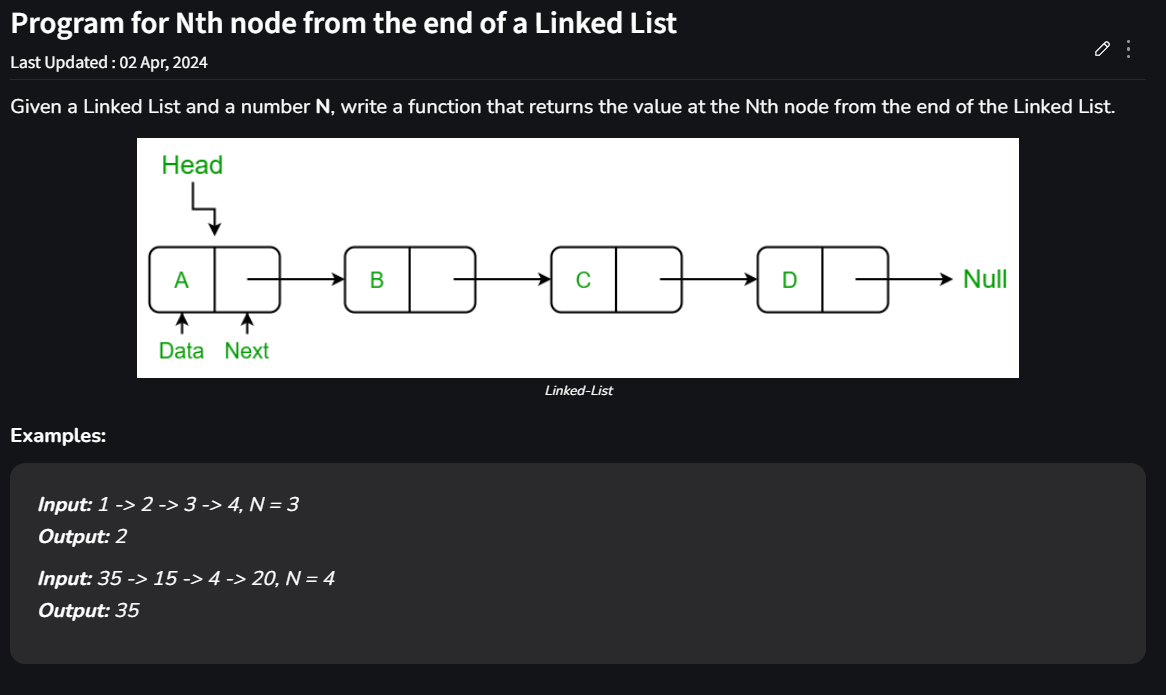 Program for Nth node from the end of a Linked List
Last Updated : 02 Apr, 2024
Given a Linked List and a number N, write a function that returns the value at the Nth node from the end of the Linked List.
Head
A B C D Null
Data Next
Linked-List
Examples:
Input: 1 -> 2 -> 3 -> 4, N = 3
Output: 2
Input: 35 -> 15 -> 4 -> 20, N = 4
Output: 35